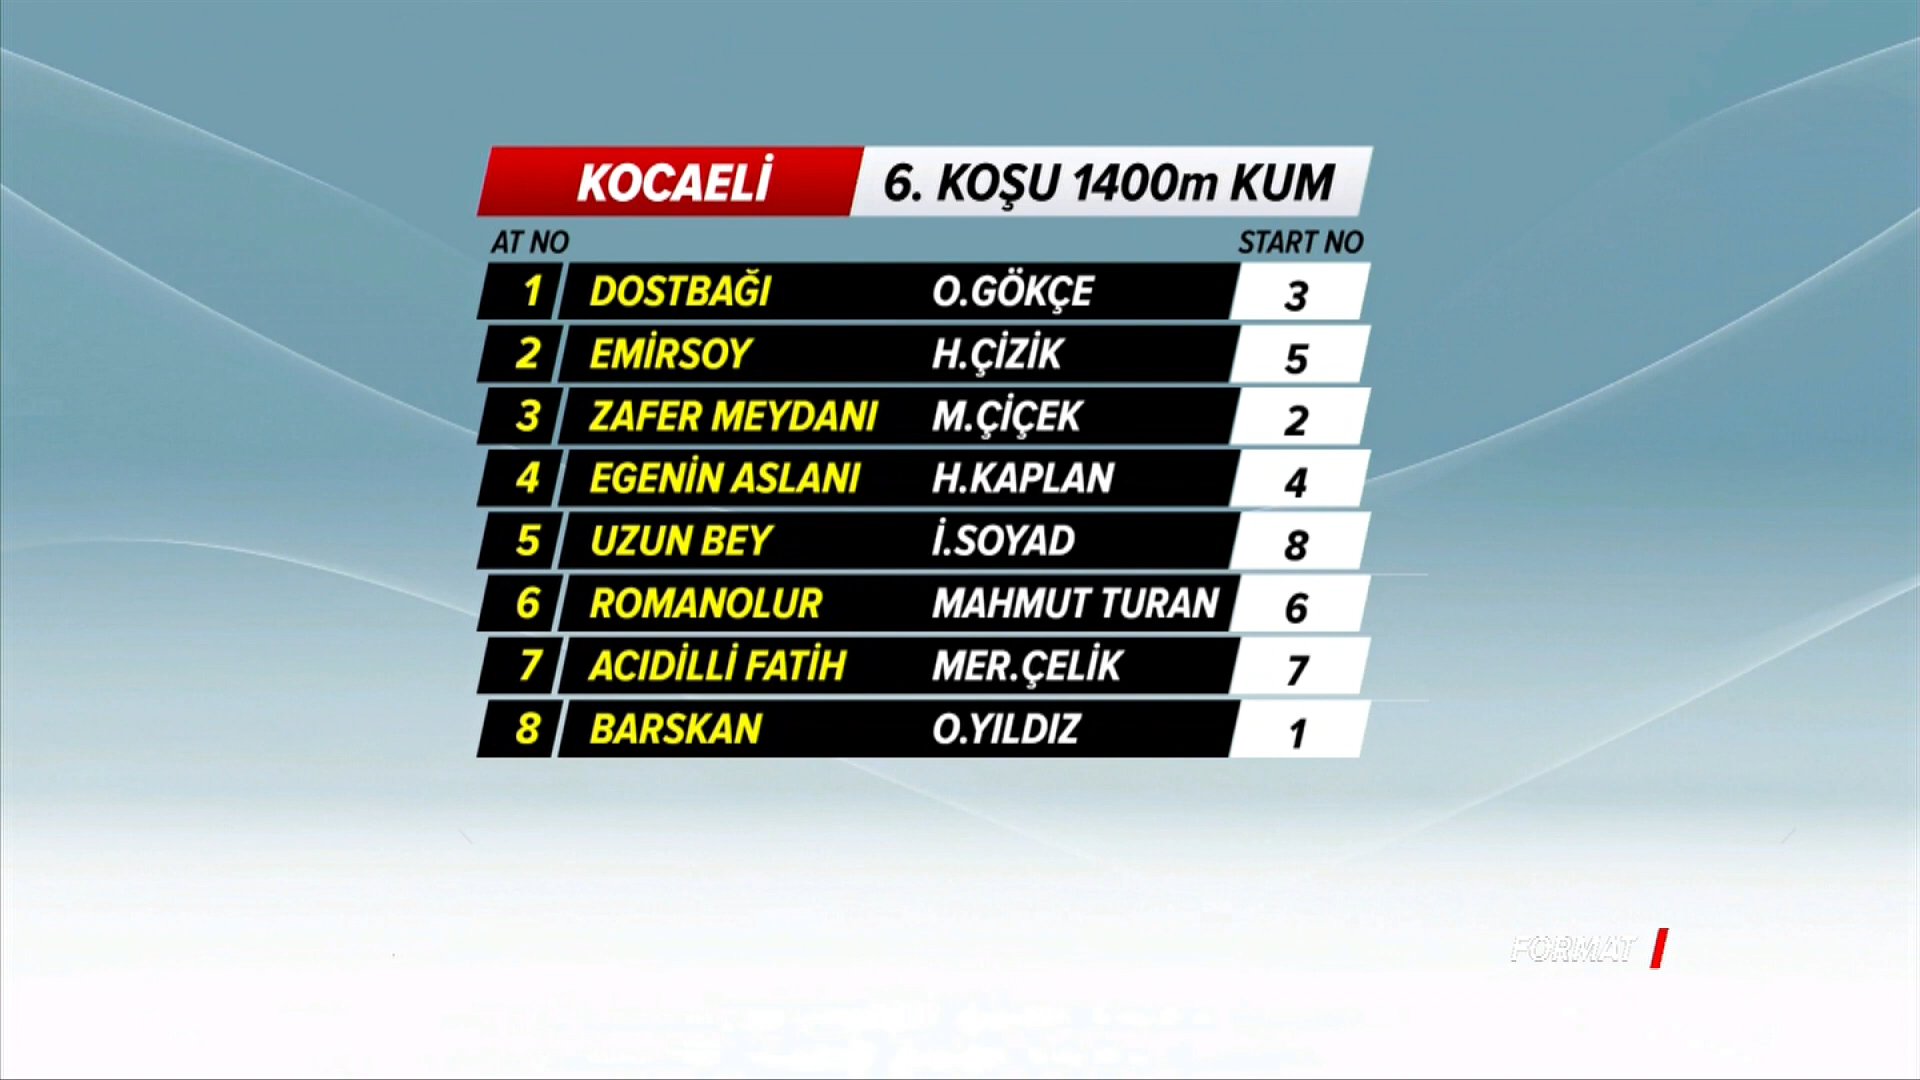 KOCAELİ 6. KOŞU 1400m KUM
AT NO START NO
1 DOSTBAĞI O.GÖKÇE 3
2 EMİRSOY H.ÇİZİK 5
3 ZAFER MEYDANI M.ÇİÇEK 2
4 EGENİN ASLANI H.KAPLAN 4
5 UZUN BEY İ.SOYAD 8
6 ROMANOLUR MAHMUT TURAN 6
7 ACIDİLLİ FATİH MER.ÇELİK 7
8 BARSKAN O.YILDIZ 1
FORMAT